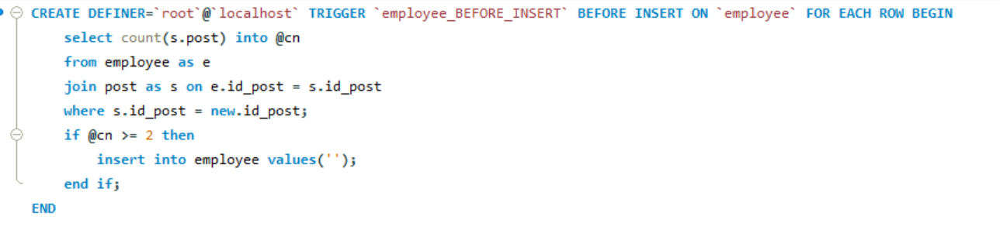 CREATE DEFINER=`root`@`localhost` TRIGGER `employee_BEFORE_INSERT` BEFORE INSERT ON `employee` FOR EACH ROW BEGIN
select count(s.post) into @cn
from employee as e
join post as s on e.id_post = s.id_post
where s.id_post = new.id_post;
if @cn >= 2 then
insert into employee values('');
end if;
END